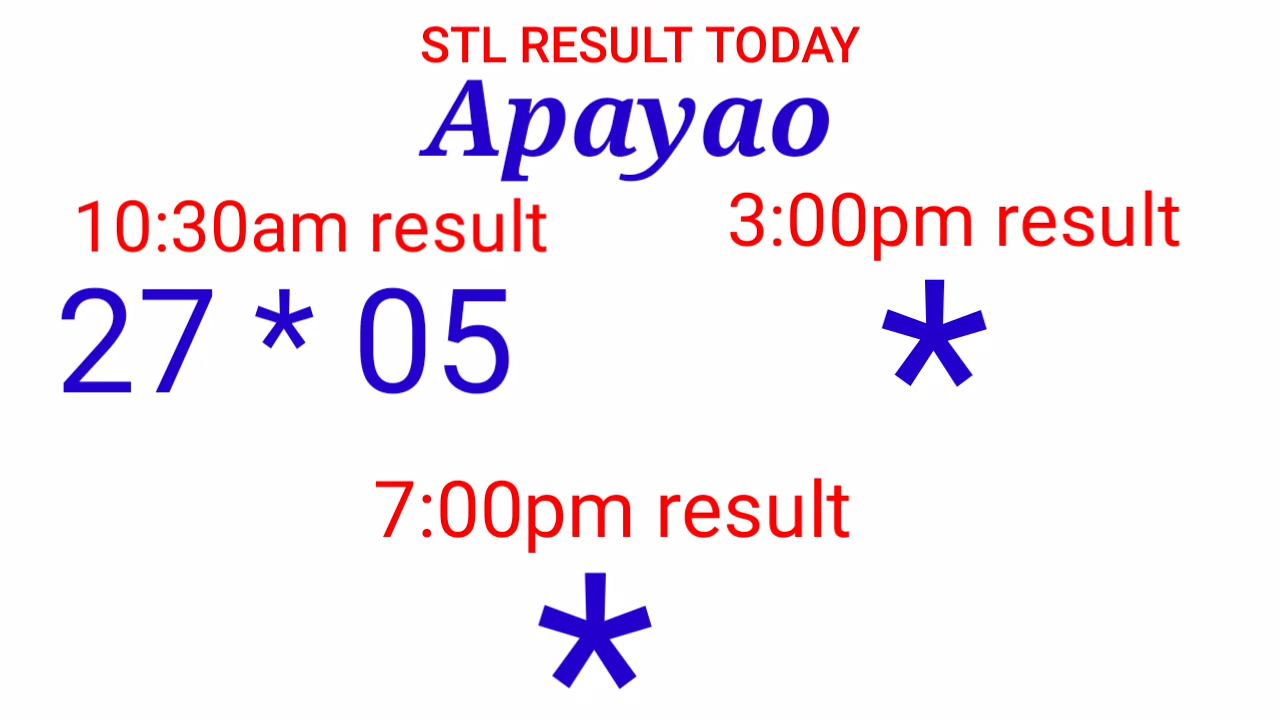 STL RESULT TODAY
Apayao
10:30am result
27 * 05
3:00pm result
*
7:00pm result
*